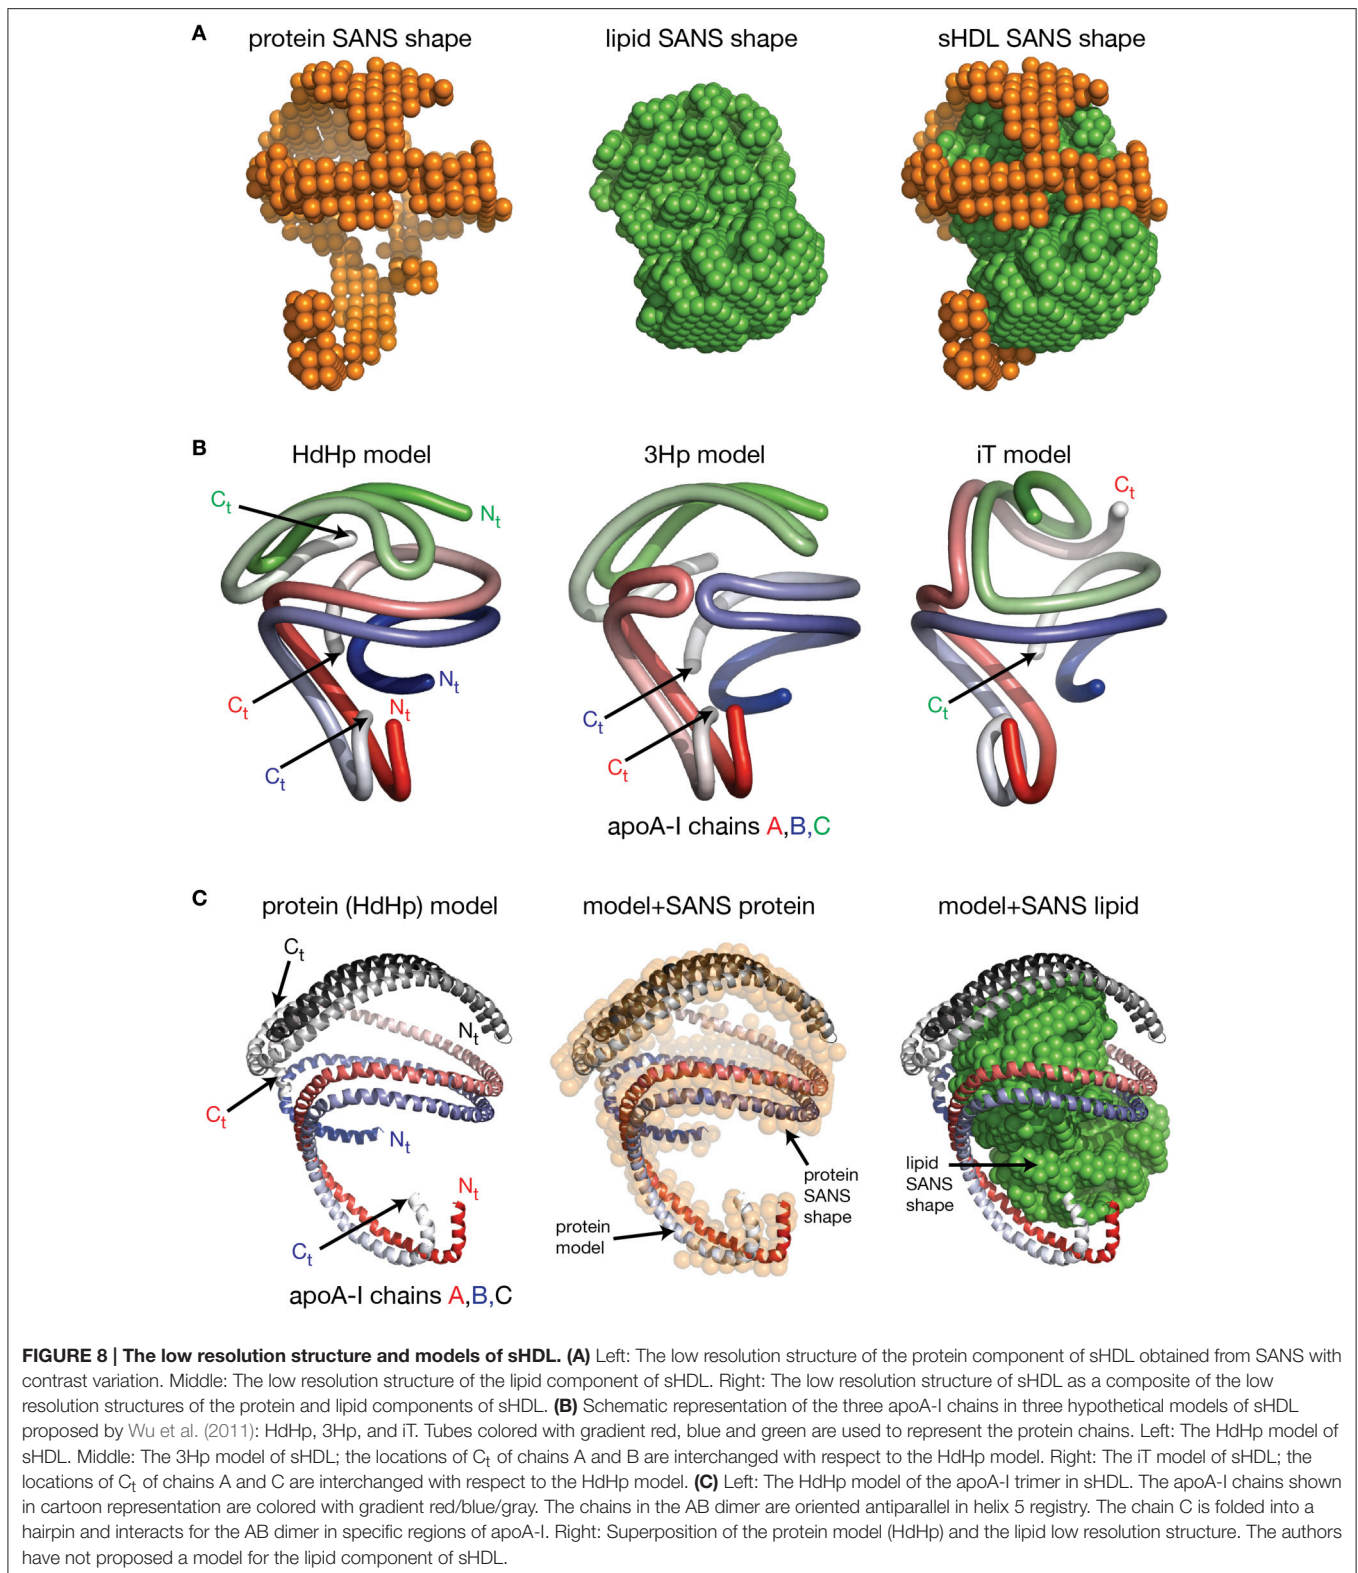 A
protein SANS shape
lipid SANS shape
sHDL SANS shape
B
HdHp model
3Hp model
iT model
Ct
Nt
Ct
Ct
Nt
Nt
Ct
Ct
Ct
Ct
Ct
apoA-I chains A,B,C
C
protein (HdHp) model
model+SANS protein
model+SANS lipid
Ct
Nt
Ct
Nt
Nt
Ct
protein
SANS
shape
protein
model
lipid
SANS
shape
apoA-I chains A,B,C
FIGURE 8 | The low resolution structure and models of sHDL. (A) Left: The low resolution structure of the protein component of sHDL obtained from SANS with
contrast variation. Middle: The low resolution structure of the lipid component of sHDL. Right: The low resolution structure of sHDL as a composite of the low
resolution structures of the protein and lipid components of sHDL. (B) Schematic representation of the three apoA-I chains in three hypothetical models of sHDL
proposed by Wu et al. (2011): HdHp, 3Hp, and iT. Tubes colored with gradient red, blue and green are used to represent the protein chains. Left: The HdHp model of
sHDL. Middle: The 3Hp model of sHDL; the locations of Ct of chains A and B are interchanged with respect to the HdHp model. Right: The iT model of sHDL; the
locations of Ct of chains A and C are interchanged with respect to the HdHp model. (C) Left: The HdHp model of the apoA-I trimer in sHDL. The apoA-I chains shown
in cartoon representation are colored with gradient red/blue/gray. The chains in the AB dimer are oriented antiparallel in helix 5 registry. The chain C is folded into a
hairpin and interacts for the AB dimer in specific regions of apoA-I. Right: Superposition of the protein model (HdHp) and the lipid low resolution structure. The authors
have not proposed a model for the lipid component of sHDL.